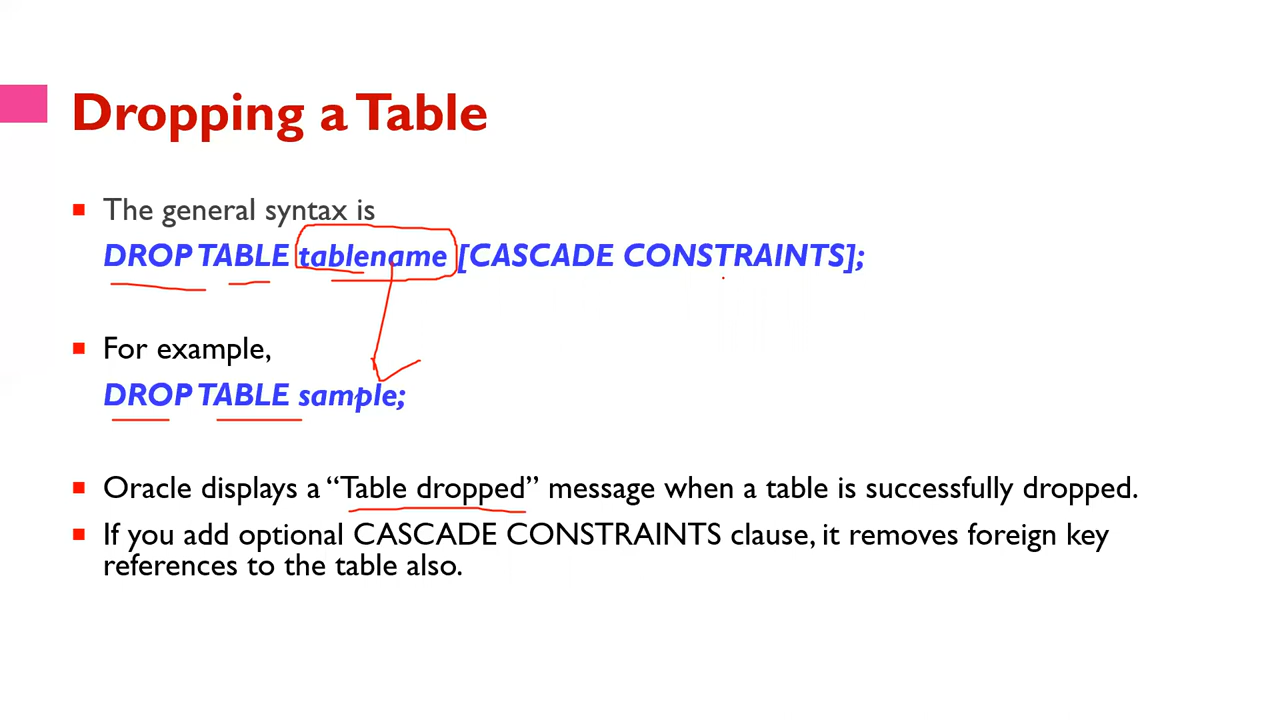 Dropping a Table
The general syntax is
DROP TABLE tablename [CASCADE CONSTRAINTS];
For example,
DROP TABLE sample;
Oracle displays a “Table dropped” message when a table is successfully dropped.
If you add optional CASCADE CONSTRAINTS clause, it removes foreign key
references to the table also.